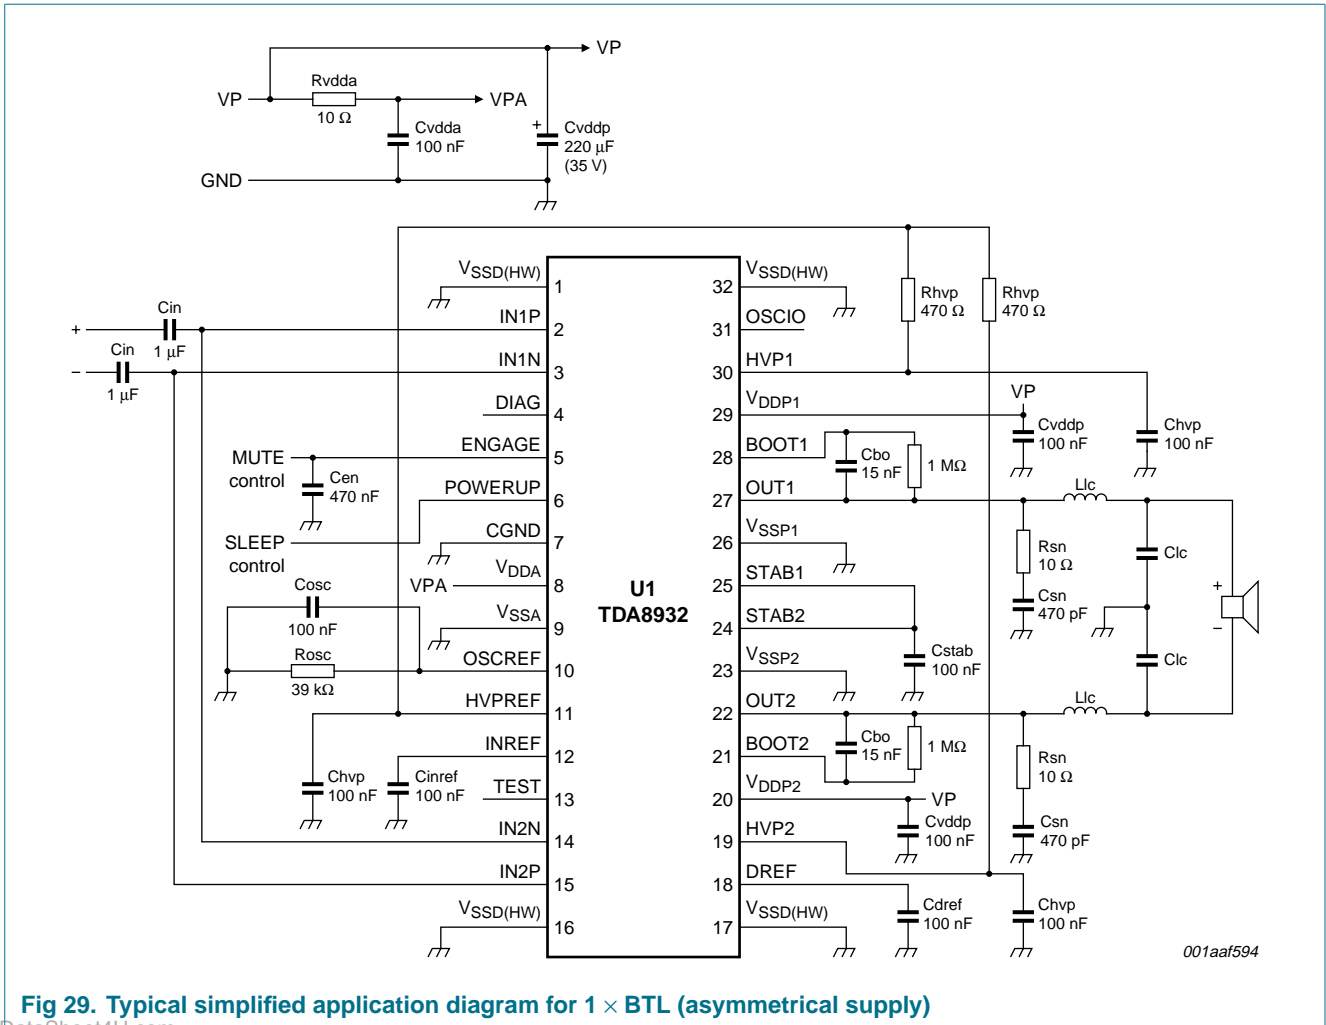 VP
Rvdda
VP
VPA
10 Ω
Cvdda
100 nF
+
Cvddp
220 μF
(35 V)
GND
VSSD(HW)
1
32
VSSD(HW)
Rhvp
470 Ω
Rhvp
470 Ω
Cin
+
1 μF
IN1P
2
31
OSCIO
Cin
−
1 μF
IN1N
3
30
HVP1
DIAG
4
29
VDDP1
VP
Cvddp
100 nF
Chvp
100 nF
MUTE
control
ENGAGE
5
28
BOOT1
Cbo
15 nF
1 MΩ
Cen
470 nF
POWERUP
6
27
OUT1
Llc
SLEEP
control
CGND
7
26
VSSP1
Rsn
10 Ω
Clc
VPA
VDDA
8
U1
TDA8932
25
STAB1
Csn
470 pF
+
−
Cosc
100 nF
VSSA
9
24
STAB2
Cstab
100 nF
Clc
Rosc
39 kΩ
OSCREF
10
23
VSSP2
HVPREF
11
22
OUT2
Llc
INREF
12
21
BOOT2
Cbo
15 nF
1 MΩ
Rsn
10 Ω
Chvp
100 nF
Cinref
100 nF
TEST
13
20
VDDP2
VP
Cvddp
100 nF
Csn
470 pF
IN2N
14
19
HVP2
IN2P
15
18
DREF
Cdref
100 nF
Chvp
100 nF
VSSD(HW)
16
17
VSSD(HW)
001aaf594
Fig 29. Typical simplified application diagram for 1 × BTL (asymmetrical supply)